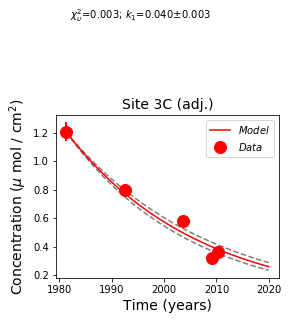 χ²ᵤ=0.003; k₁=0.040±0.003
Site 3C (adj.)
Concentration (μ mol / cm²)
1.2
1.0
0.8
0.6
0.4
0.2
Model
Data
1980
1990
2000
2010
2020
Time (years)